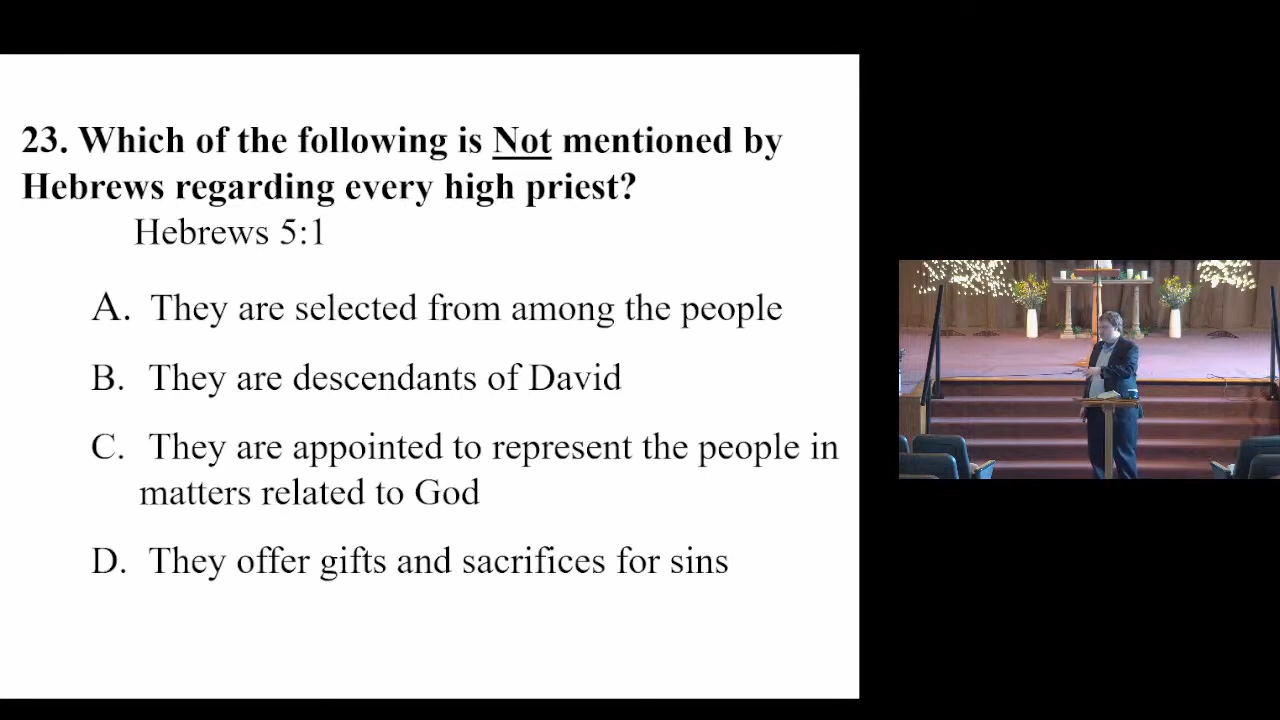 23. Which of the following is Not mentioned by
Hebrews regarding every high priest?
Hebrews 5:1
A. They are selected from among the people
B. They are descendants of David
C. They are appointed to represent the people in
matters related to God
D. They offer gifts and sacrifices for sins